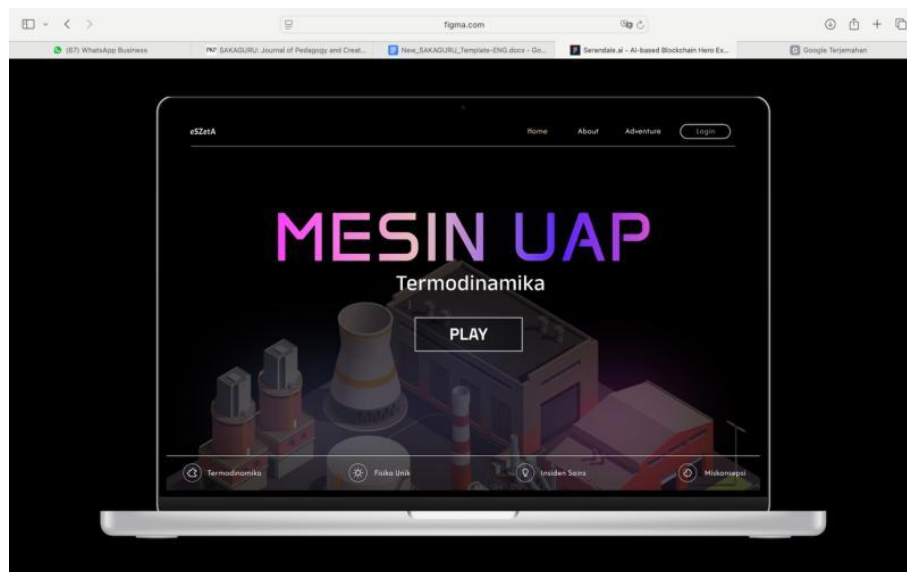 figma.com
(67) WhatsApp Business
PKP SAKAGURU: Journal of Pedagogy and Creat...
New_SAKAGURU_Template-ENG.docx - Go...
Serendale.ai - AI-based Blockchain Hero Ex...
Google Terjemahan
eSZetA
Home
About
Adventure
Login
MESIN UAP
Termodinamika
PLAY
Termodinamika
Fisika Unik
Insiden Sains
Miskonsepsi